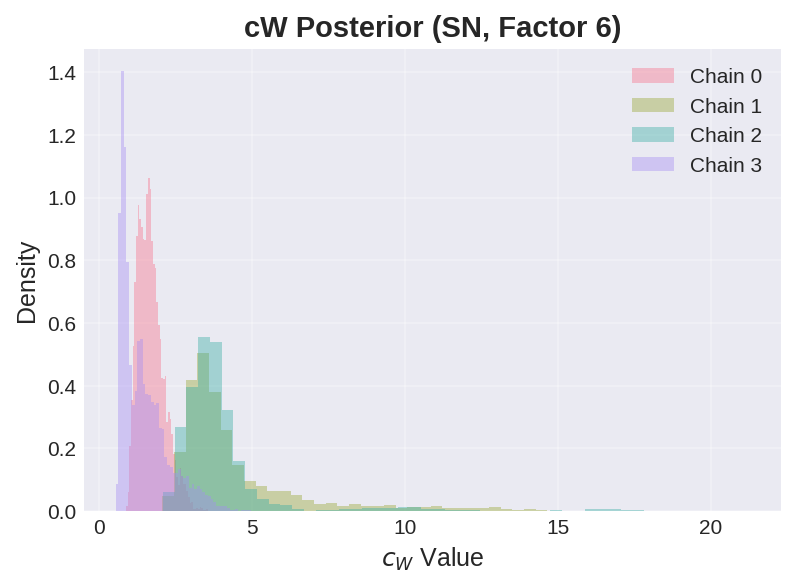 cW Posterior (SN, Factor 6)
Chain 0
Chain 1
Chain 2
Chain 3
Density
1.4
1.2
1.0
0.8
0.6
0.4
0.2
0.0
0 5 10 15 20
c_W Value